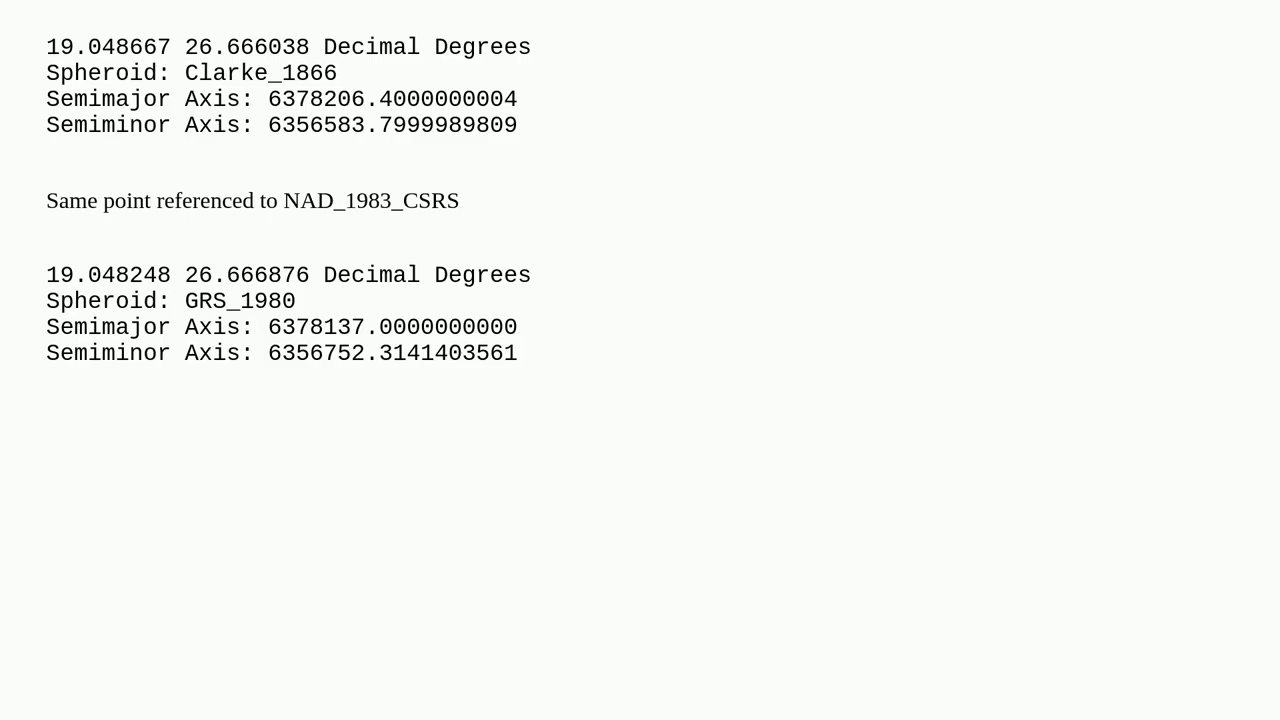 19.048667 26.666038 Decimal Degrees
Spheroid: Clarke_1866
Semimajor Axis: 6378206.4000000004
Semiminor Axis: 6356583.7999989809
Same point referenced to NAD_1983_CSRS
19.048248 26.666876 Decimal Degrees
Spheroid: GRS_1980
Semimajor Axis: 6378137.0000000000
Semiminor Axis: 6356752.3141403561